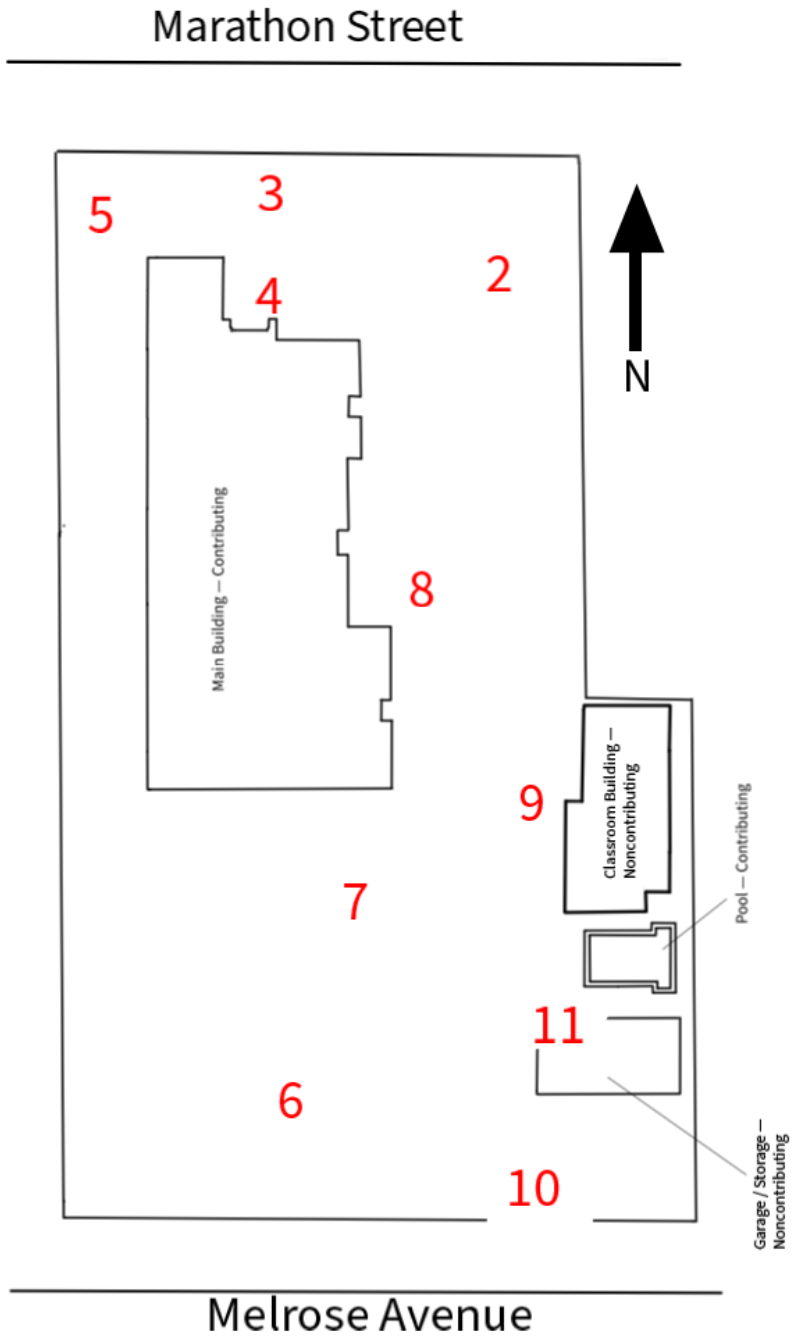 Marathon Street
3
5
2
4
N
Main Building — Contributing
8
Classroom Building —
Noncontributing
9
Pool — Contributing
7
11
6
Garage / Storage —
Noncontributing
10
Melrose Avenue